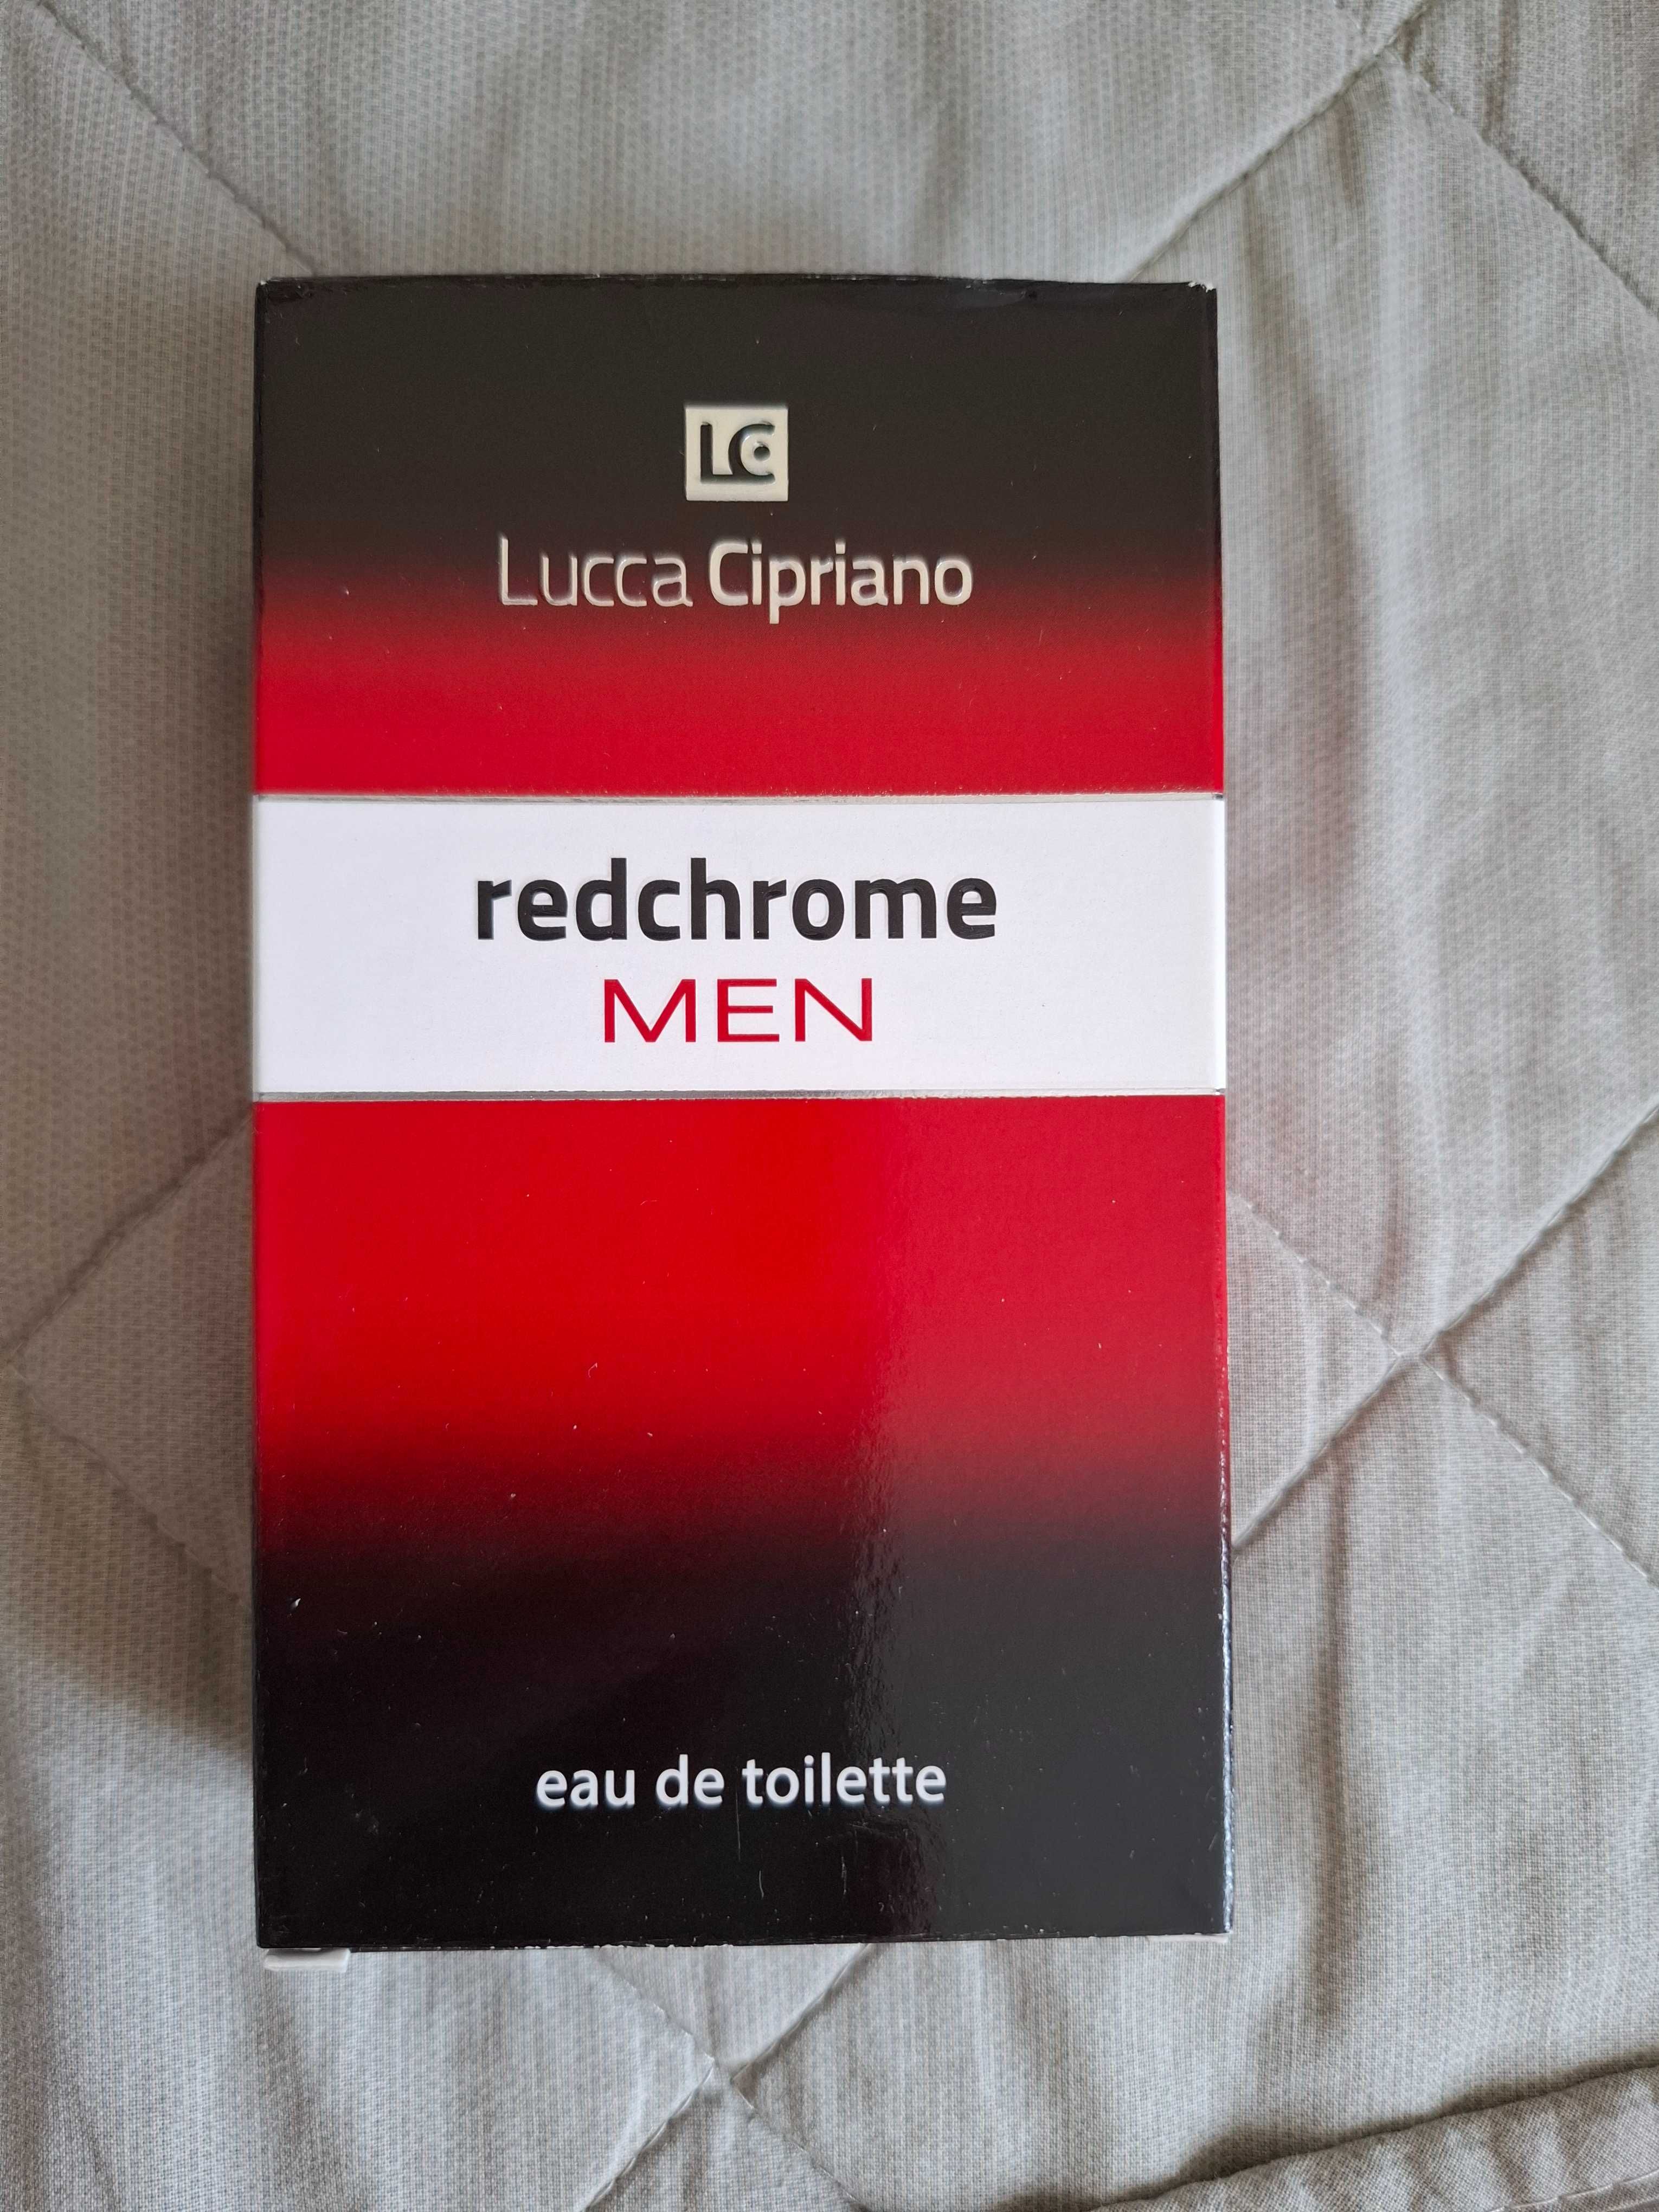 LC
Lucca Cipriano
redchrome
MEN
eau de toilette